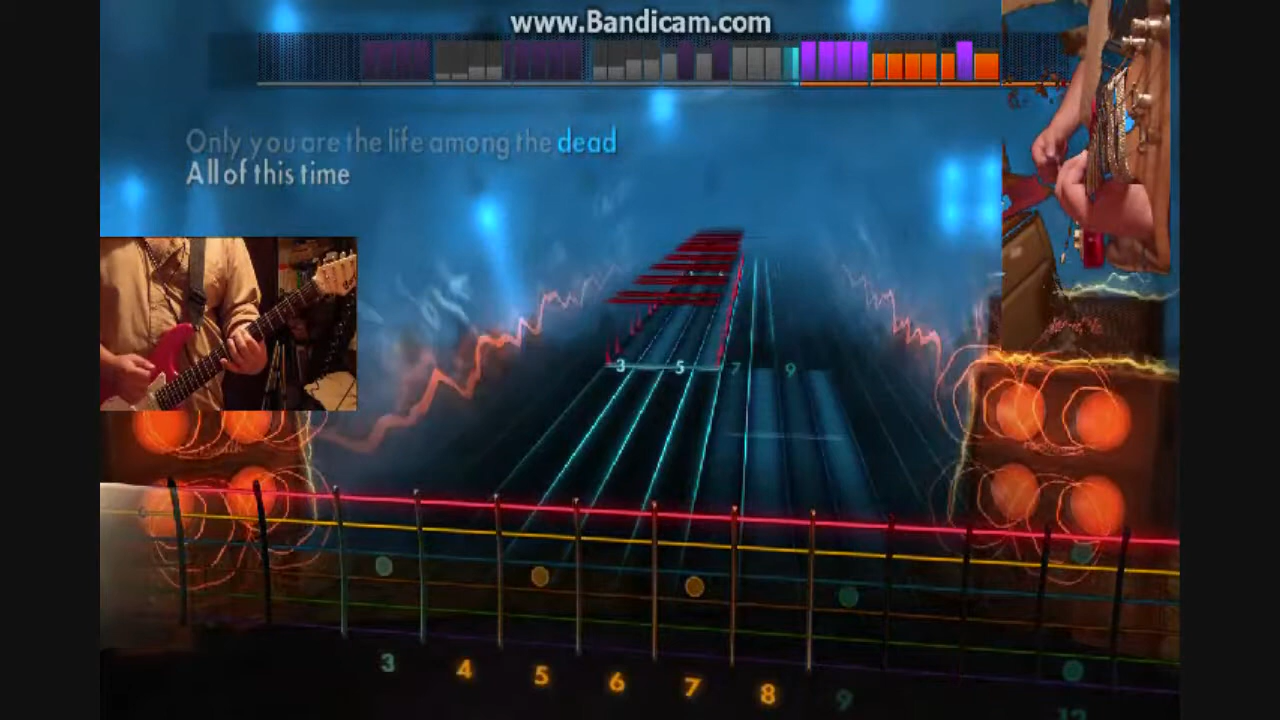 www.Bandicam.com
Only you are the life among the dead
All of this time
3 5 7 9
3 4 5 6 7 8 9 12